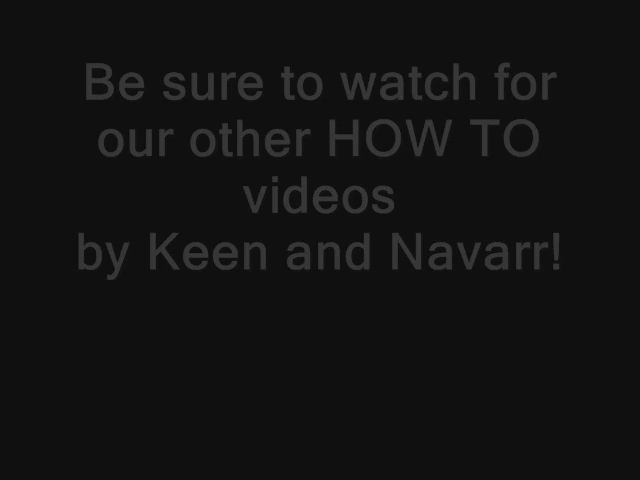 Be sure to watch for
our other HOW TO
videos
by Keen and Navarr!